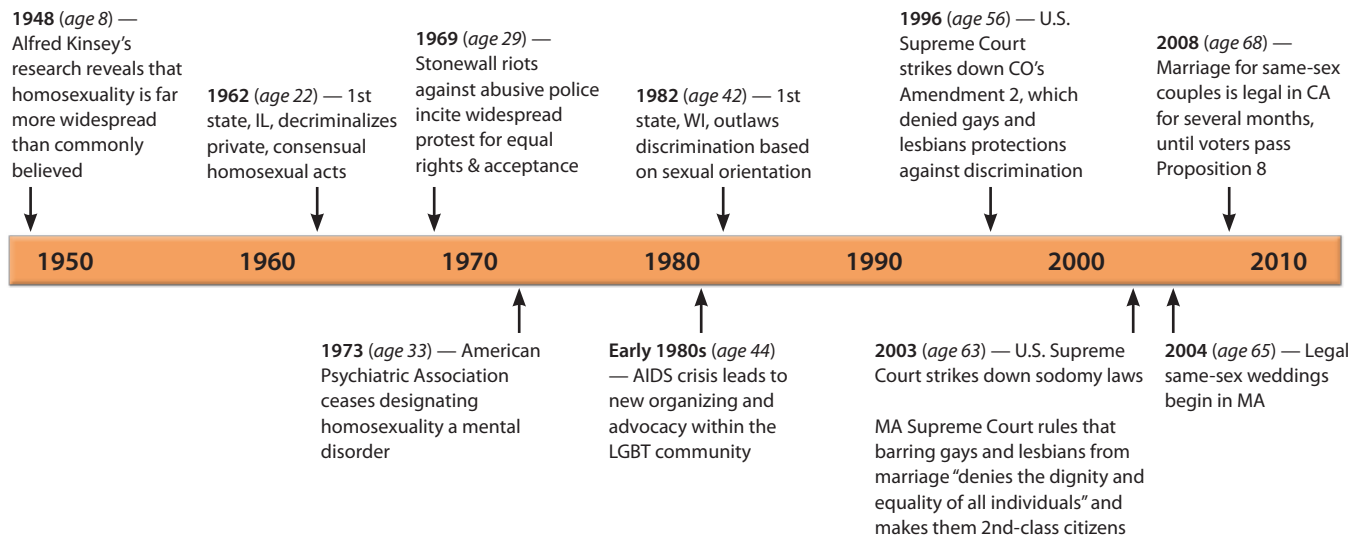 1948 (age 8) —
Alfred Kinsey’s
research reveals that
homosexuality is far
more widespread
than commonly
believed
1962 (age 22) — 1st
state, IL, decriminalizes
private, consensual
homosexual acts
1969 (age 29) —
Stonewall riots
against abusive police
incite widespread
protest for equal
rights & acceptance
1982 (age 42) — 1st
state, WI, outlaws
discrimination based
on sexual orientation
1996 (age 56) — U.S.
Supreme Court
strikes down CO’s
Amendment 2, which
denied gays and
lesbians protections
against discrimination
2008 (age 68) —
Marriage for same-sex
couples is legal in CA
for several months,
until voters pass
Proposition 8
1950 1960 1970 1980 1990 2000 2010
1973 (age 33) — American
Psychiatric Association
ceases designating
homosexuality a mental
disorder
Early 1980s (age 44)
— AIDS crisis leads to
new organizing and
advocacy within the
LGBT community
2003 (age 63) — U.S. Supreme
Court strikes down sodomy laws
MA Supreme Court rules that
barring gays and lesbians from
marriage “denies the dignity and
equality of all individuals” and
makes them 2nd-class citizens
2004 (age 65) — Legal
same-sex weddings
begin in MA